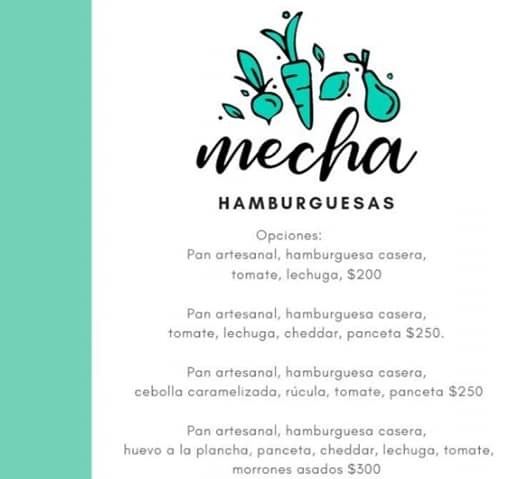 mecha
HAMBURGUESAS
Opciones:
Pan artesanal, hamburguesa casera,
tomate, lechuga, $200
Pan artesanal, hamburguesa casera,
tomate, lechuga, cheddar, panceta $250.
Pan artesanal, hamburguesa casera,
cebolla caramelizada, rúcula, tomate, panceta $250
Pan artesanal, hamburguesa casera,
huevo a la plancha, panceta, cheddar, lechuga, tomate,
morrones asados $300